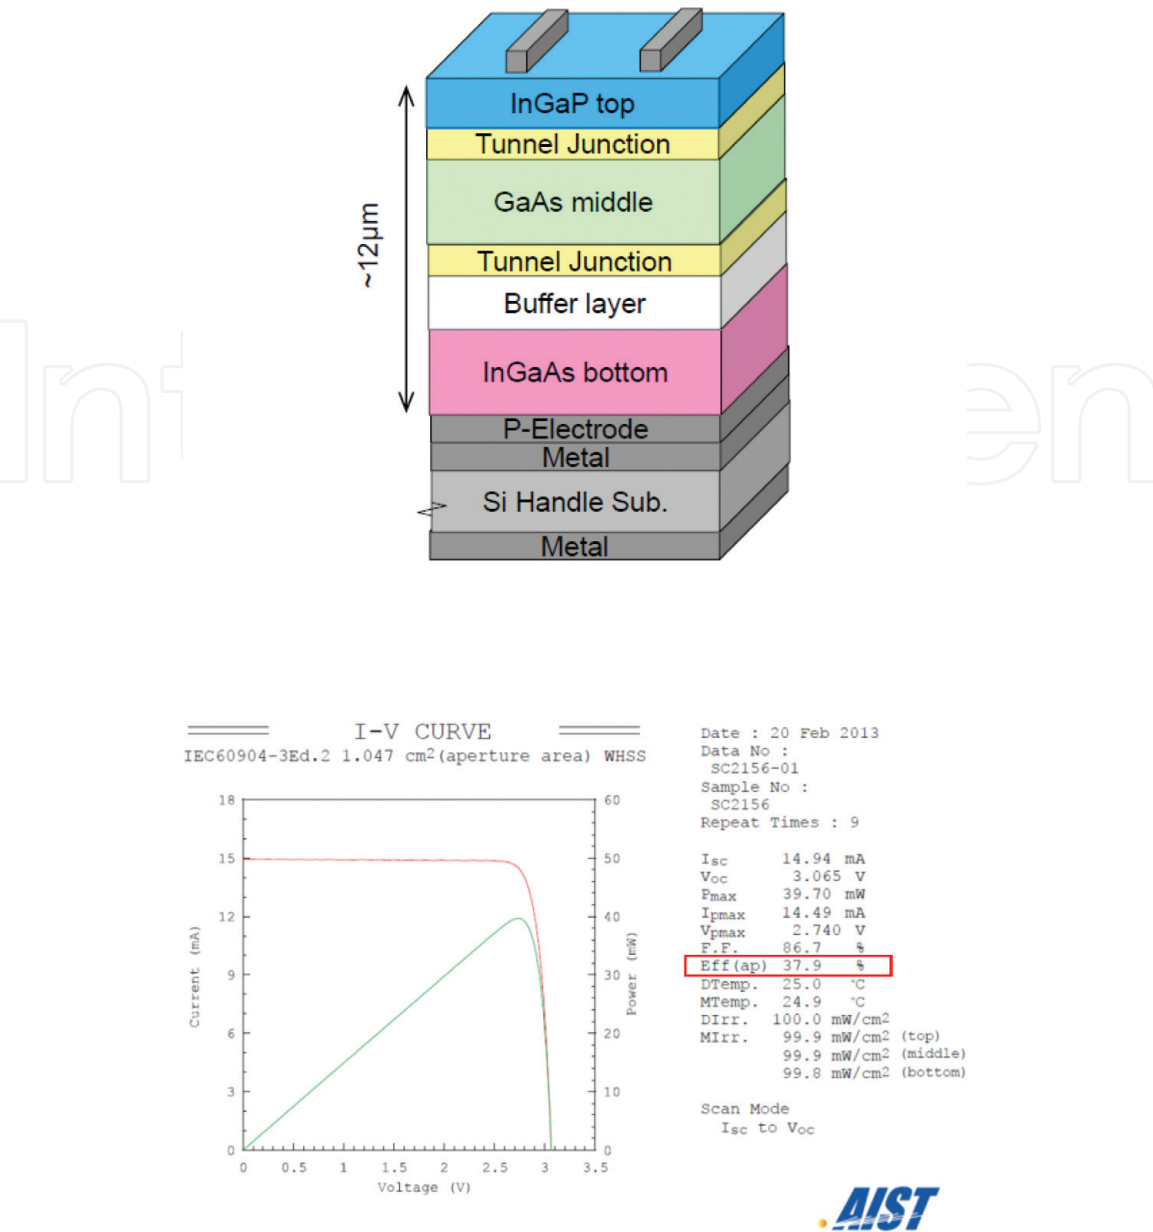 InGaP top
Tunnel Junction
GaAs middle
~12μm
Tunnel Junction
Buffer layer
InGaAs bottom
P-Electrode
Metal
Si Handle Sub.
Metal
I-V CURVE
IEC60904-3Ed.2 1.047 cm2(aperture area) WHSS
18
15
12
9
6
3
0
Current (mA)
60
50
40
30
20
10
0
Power (mW)
0 0.5 1 1.5 2 2.5 3 3.5
Voltage (V)
Date : 20 Feb 2013
Data No :
SC2156-01
Sample No :
SC2156
Repeat Times : 9
Isc 14.94 mA
Voc 3.065 V
Pmax 39.70 mW
Ipmax 14.49 mA
Vpmax 2.740 V
F.F. 86.7 %
Eff(ap) 37.9 %
DTemp. 25.0 °C
MTemp. 24.9 °C
DIrr. 100.0 mW/cm2
MIrr. 99.9 mW/cm2 (top)
99.9 mW/cm2 (middle)
99.8 mW/cm2 (bottom)
Scan Mode
Isc to Voc
AIST